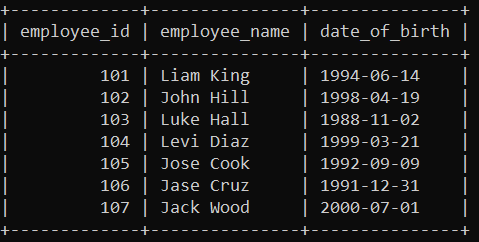 +-------------+---------------+---------------+
| employee_id | employee_name | date_of_birth |
+-------------+---------------+---------------+
|         101 | Liam King     | 1994-06-14    |
|         102 | John Hill     | 1998-04-19    |
|         103 | Luke Hall     | 1988-11-02    |
|         104 | Levi Diaz     | 1999-03-21    |
|         105 | Jose Cook     | 1992-09-09    |
|         106 | Jase Cruz     | 1991-12-31    |
|         107 | Jack Wood     | 2000-07-01    |
+-------------+---------------+---------------+